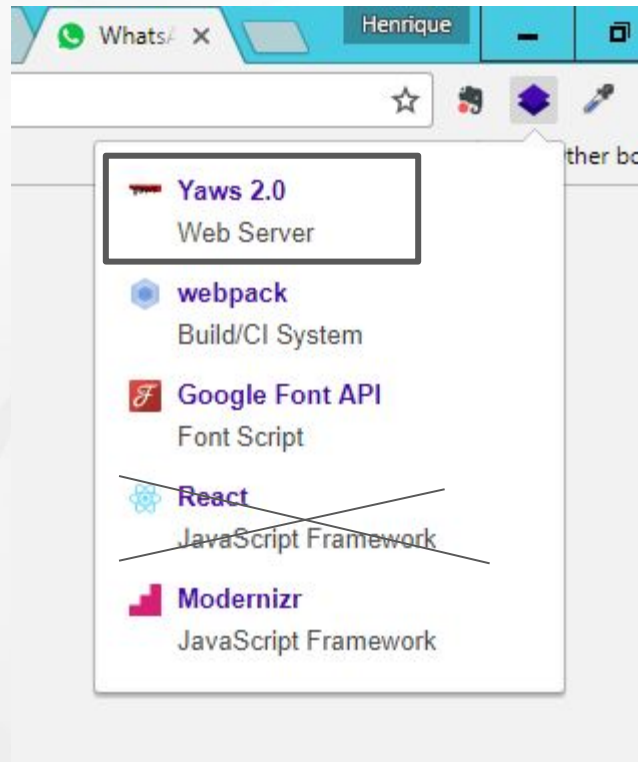 Henrique
Whats
ther bo
Yaws 2.0
Web Server
webpack
Build/CI System
Google Font API
Font Script
React
JavaScript Framework
Modernizr
JavaScript Framework